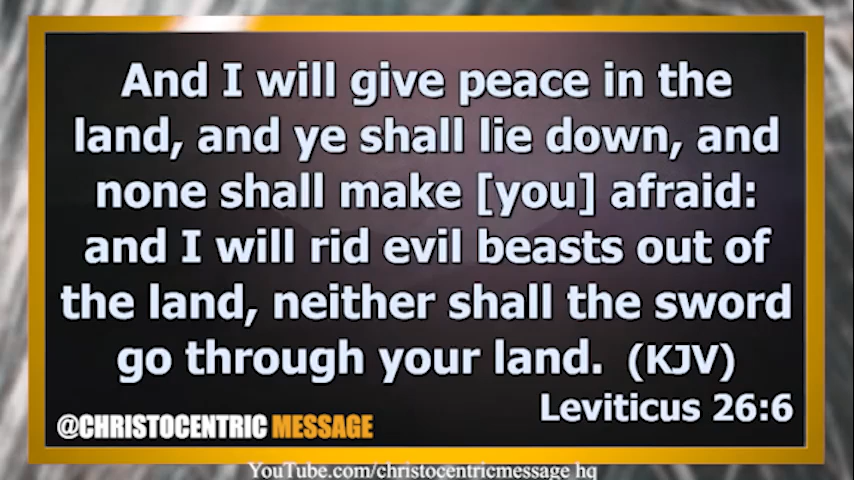 And I will give peace in the
land, and ye shall lie down, and
none shall make [you] afraid:
and I will rid evil beasts out of
the land, neither shall the sword
go through your land. (KJV)
Leviticus 26:6
@CHRISTOCENTRIC MESSAGE
YouTube.com/christocentricmessage hq